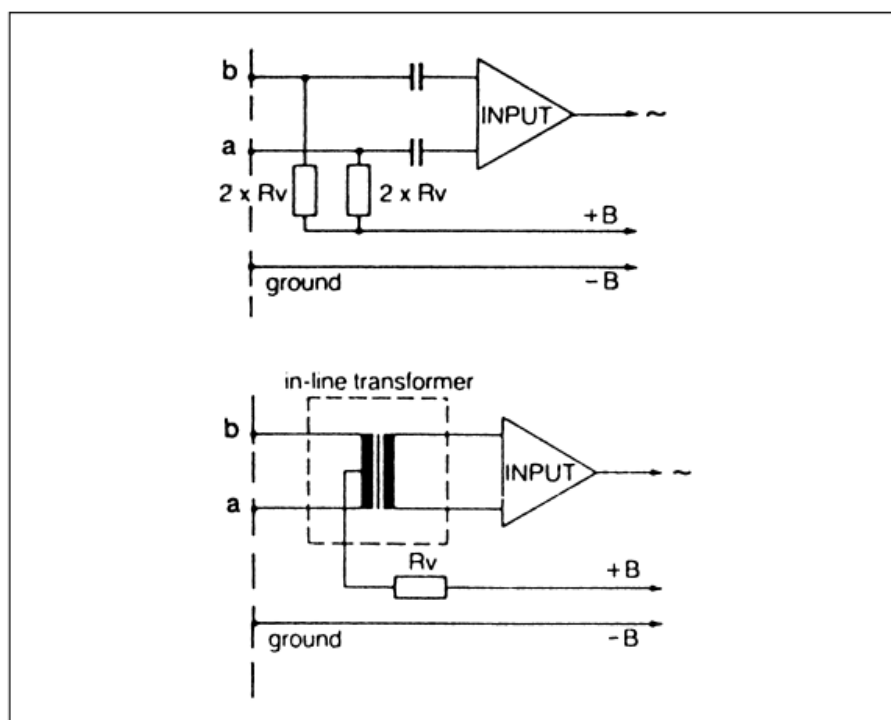 b
INPUT
~
a
2 x Rv
2 x Rv
+B
ground
−B
in-line transformer
b
INPUT
~
a
Rv
+B
ground
−B